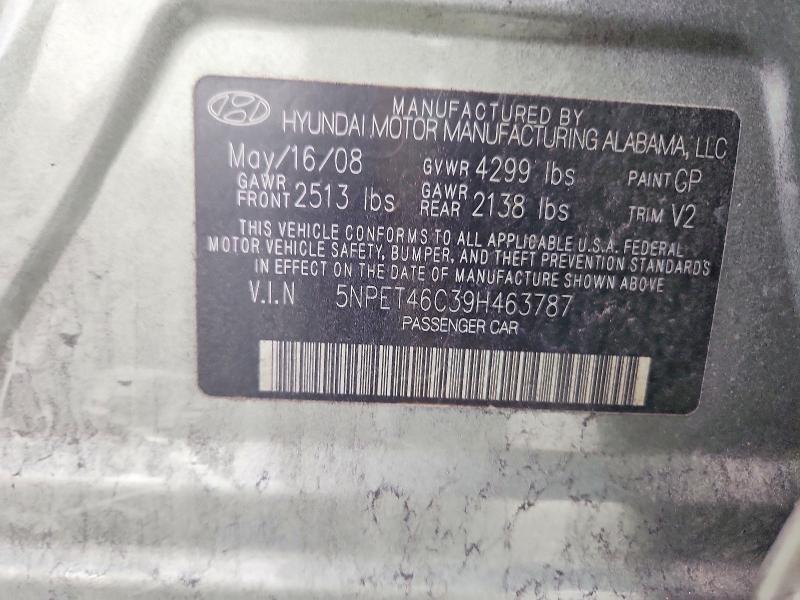 MANUFACTURED BY
HYUNDAI MOTOR MANUFACTURING ALABAMA, LLC
May/16/08 GVWR 4299 lbs PAINT CP
GAWR FRONT 2513 lbs GAWR REAR 2138 lbs TRIM V2
THIS VEHICLE CONFORMS TO ALL APPLICABLE U.S.A. FEDERAL
MOTOR VEHICLE SAFETY, BUMPER, AND THEFT PREVENTION STANDARDS
IN EFFECT ON THE DATE OF MANUFACTURE SHOWN ABOVE
V.I.N 5NPET46C39H463787
PASSENGER CAR